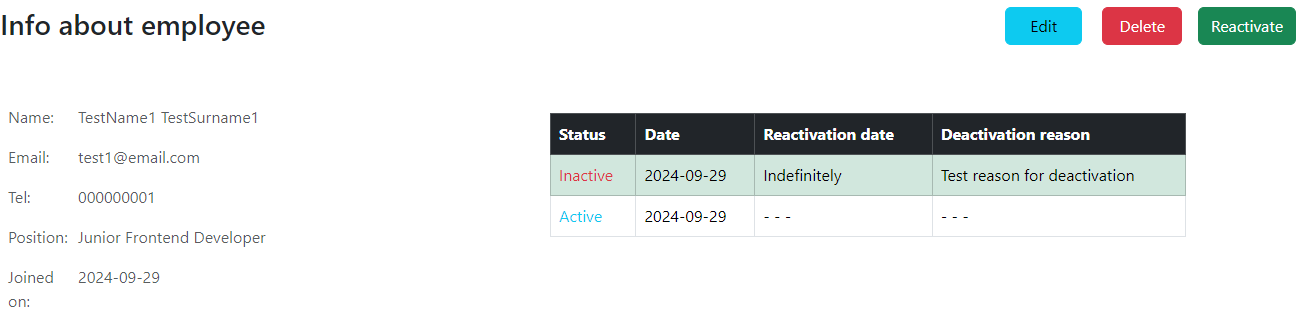 Info about employee
Edit
Delete
Reactivate
Name: TestName1 TestSurname1
Email: test1@email.com
Tel: 000000001
Position: Junior Frontend Developer
Joined on: 2024-09-29
Status Date Reactivation date Deactivation reason
Inactive 2024-09-29 Indefinitely Test reason for deactivation
Active 2024-09-29 - - - - - -